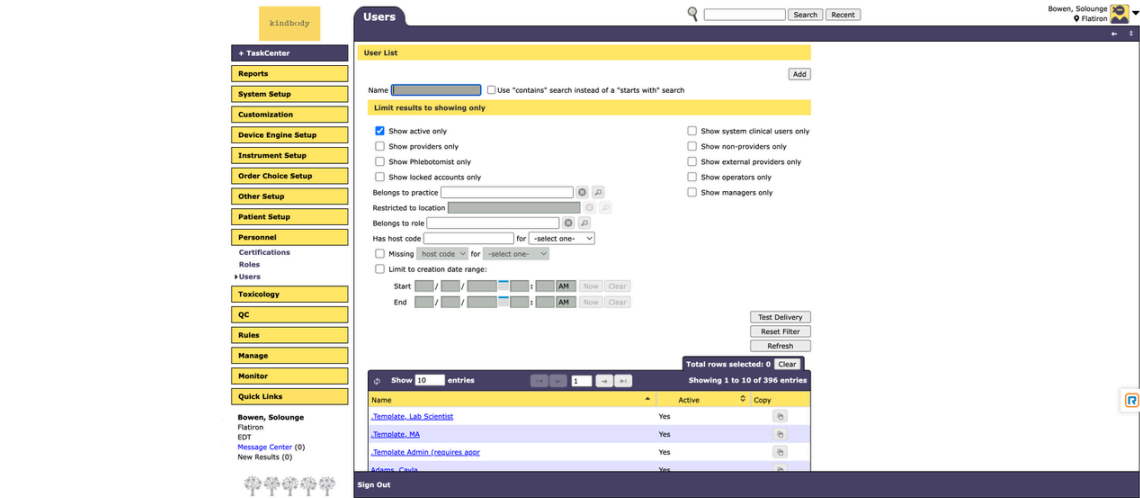 kindbody
Users
Search
Recent
Bowen, Solounge
Flatiron
+ TaskCenter
Reports
System Setup
Customization
Device Engine Setup
Instrument Setup
Order Choice Setup
Other Setup
Patient Setup
Personnel
Certifications
Roles
Users
Toxicology
QC
Rules
Manage
Monitor
Quick Links
Bowen, Solounge
Flatiron
EDT
Message Center (0)
New Results (0)
User List
Add
Name Use "contains" search instead of a "starts with" search
Limit results to showing only
Show active only Show system clinical users only
Show providers only Show non-providers only
Show Phlebotomist only Show external providers only
Show locked accounts only Show operators only
Belongs to practice Show managers only
Restricted to location
Belongs to role
Has host code for -select one-
Missing host code for -select one-
Limit to creation date range:
Start / / : AM Now Clear
End / / : AM Now Clear
Test Delivery
Reset Filter
Refresh
Total rows selected: 0 Clear
Show 10 entries 1 Showing 1 to 10 of 396 entries
Name Active Copy
.Template, Lab Scientist Yes
.Template, MA Yes
.Template Admin (requires appr Yes
Adams, Cayla Yes
Sign Out